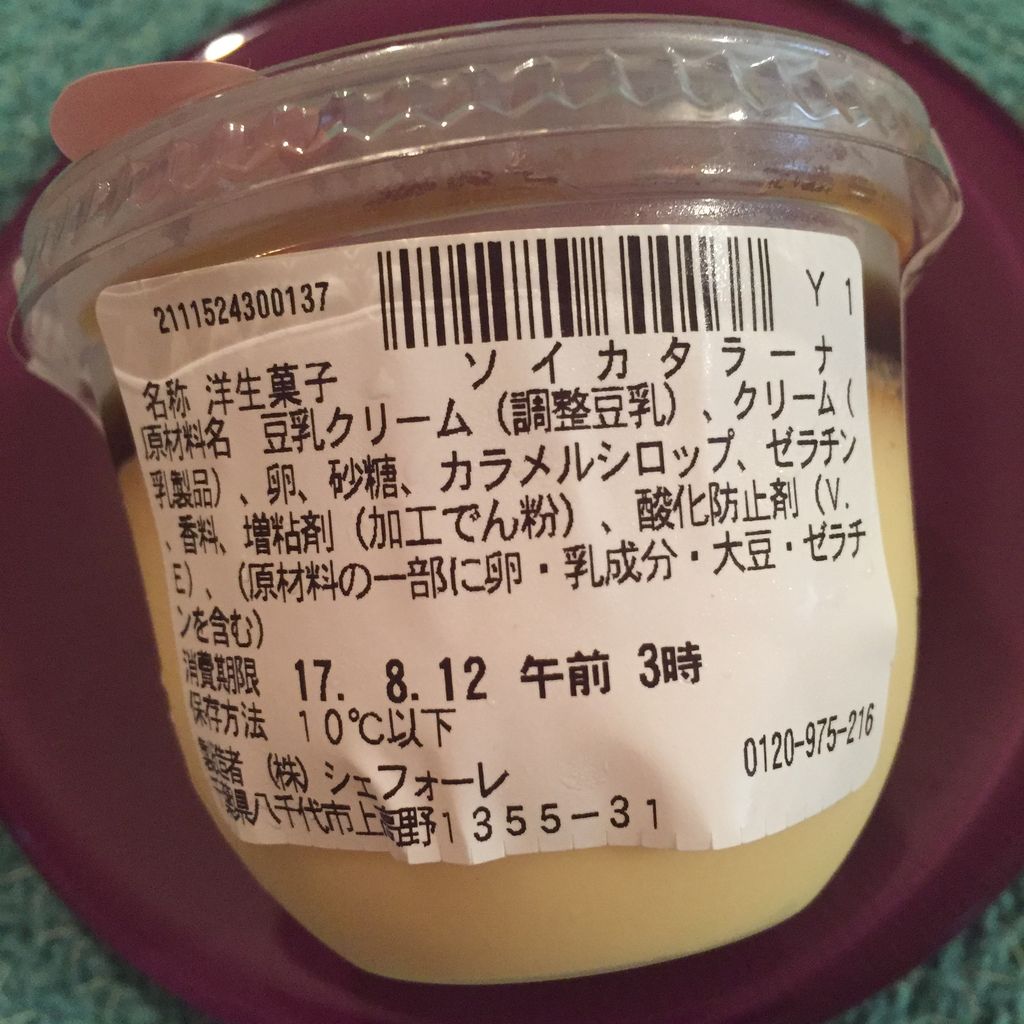 2111524300137
Y 1
名称 洋生菓子 ソイカタラーナ
原材料名 豆乳クリーム（調整豆乳）、クリーム（
乳製品）、卵、砂糖、カラメルシロップ、ゼラチン
、香料、増粘剤（加工でん粉）、酸化防止剤（V.
E）、（原材料の一部に卵・乳成分・大豆・ゼラチ
ンを含む）
消費期限 17. 8.12 午前 3時
保存方法 10℃以下
0120-975-216
製造者 （株）シェフォーレ
千葉県八千代市上高野1355−31